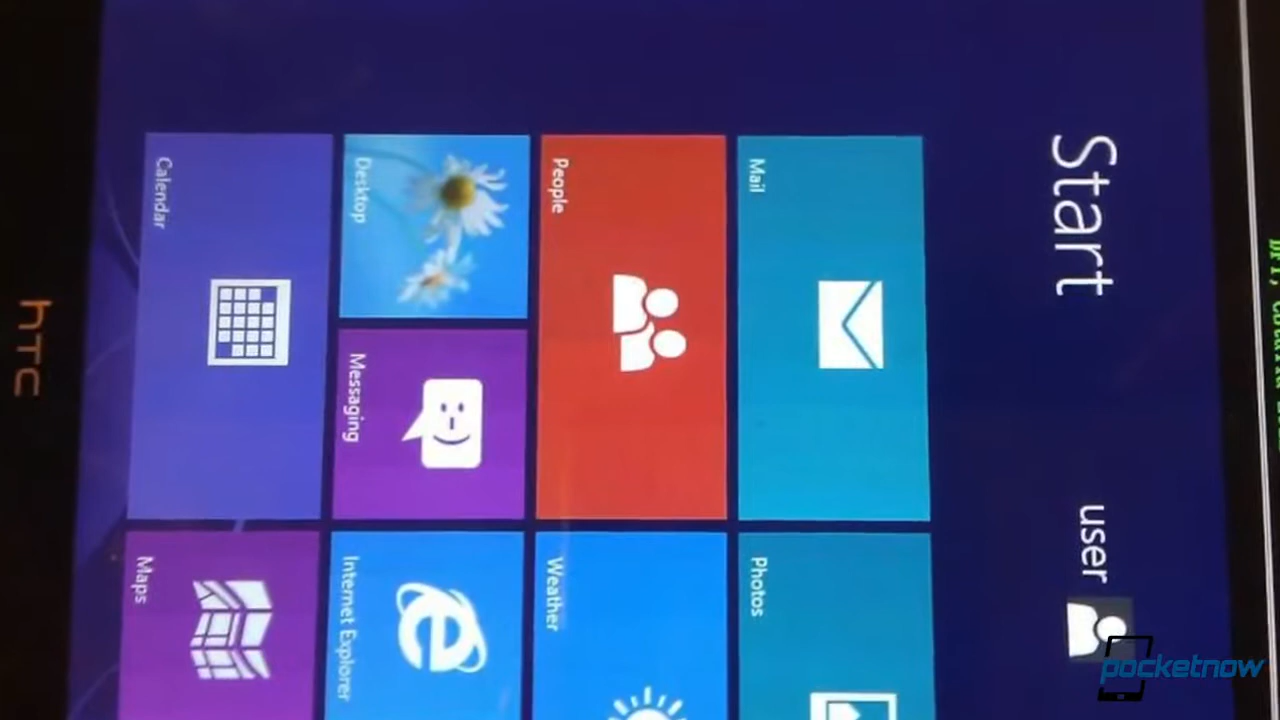 Start
user
Mail
People
Desktop
Messaging
Calendar
Photos
Weather
Internet Explorer
Maps
hTC
pocketnow